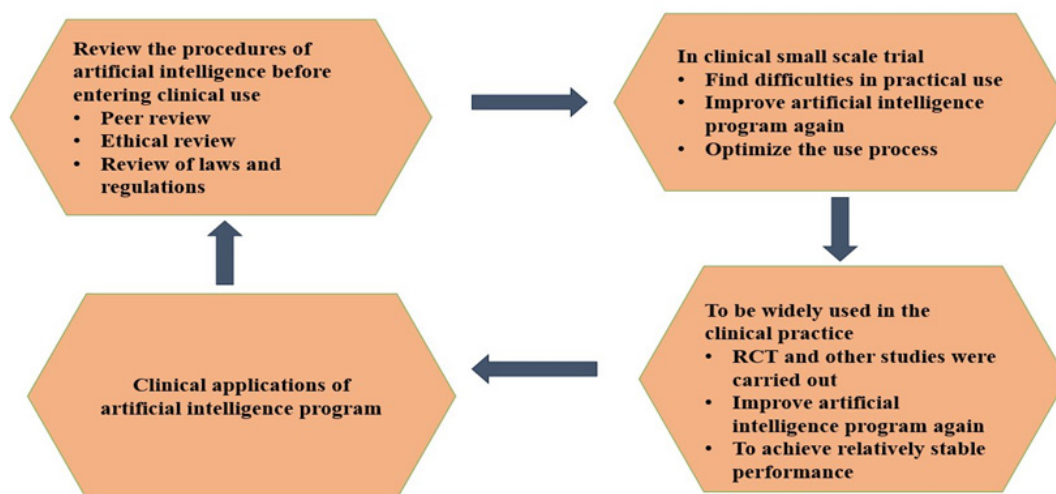 Review the procedures of
artificial intelligence before
entering clinical use
• Peer review
• Ethical review
• Review of laws and
regulations
In clinical small scale trial
• Find difficulties in practical use
• Improve artificial intelligence
program again
• Optimize the use process
To be widely used in the
clinical practice
• RCT and other studies were
carried out
• Improve artificial
intelligence program again
• To achieve relatively stable
performance
Clinical applications of
artificial intelligence program